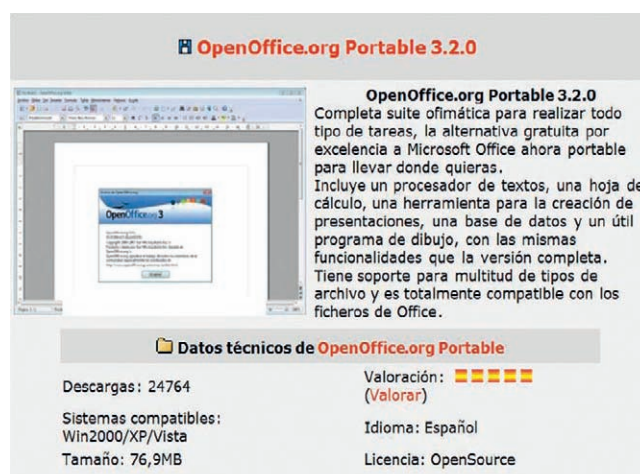 OpenOffice.org Portable 3.2.0
OpenOffice.org Portable 3.2.0
Completa suite ofimática para realizar todo
tipo de tareas, la alternativa gratuita por
excelencia a Microsoft Office ahora portable
para llevar donde quieras.
Incluye un procesador de textos, una hoja de
cálculo, una herramienta para la creación de
presentaciones, una base de datos y un útil
programa de dibujo, con las mismas
funcionalidades que la versión completa.
Tiene soporte para multitud de tipos de
archivo y es totalmente compatible con los
ficheros de Office.
OpenOffice.org 3
Datos técnicos de OpenOffice.org Portable
Descargas: 24764
Valoración:
(Valorar)
Sistemas compatibles:
Win2000/XP/Vista
Idioma: Español
Tamaño: 76,9MB
Licencia: OpenSource